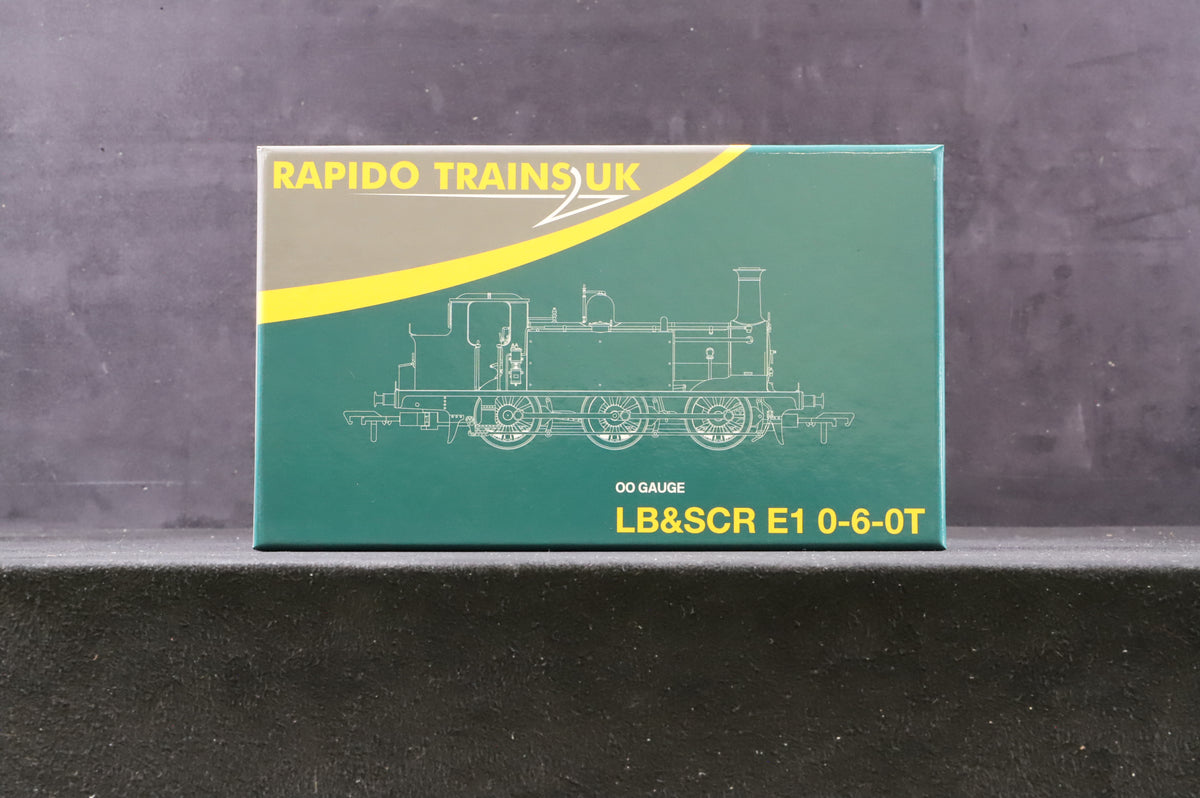 RAPIDO TRAINS UK
OO GAUGE
LB&SCR E1 0-6-0T